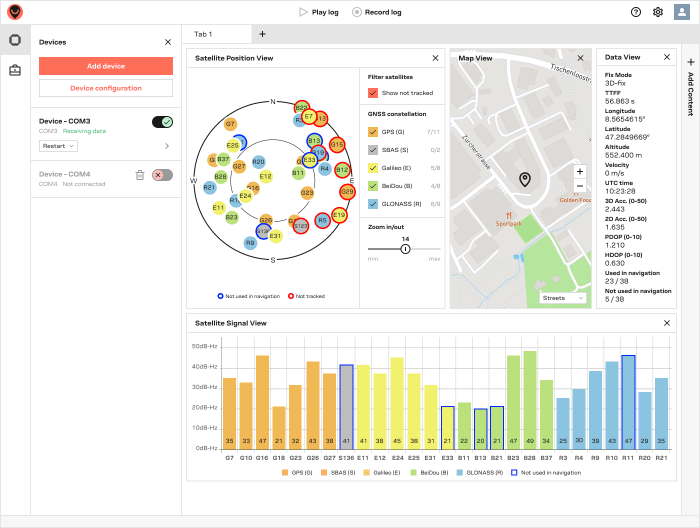 Play log
Record log
Devices
Add device
Device configuration
Device - COM3
COM3 Receiving data
Restart
Device - COM4
COM4 Not connected
Tab 1
Satellite Position View
N
W
E
S
B22
E7
G13
G7
E25
B13
G15
G10
B37
G27
R20
E33
R4
B12
B28
E12
B11
R21
G16
G23
G29
E24
E11
B23
G26
S123
R5
E19
R9
E31
Not used in navigation
Not tracked
Filter satellites
Show not tracked
GNSS constellation
GPS (G) 7/11
SBAS (S) 0/2
Galileo (E) 5/8
BeiDou (B) 4/8
GLONASS (R) 6/9
Zoom in/out
14
min max
Map View
Tischenloostr
Zürcherstrasse
Sportpark
Golden Food
Streets
Data View
Fix Mode
3D-fix
TTFF
56.863 s
Longitude
8.5654615°
Latitude
47.2849669°
Altitude
552.400 m
Velocity
0 m/s
UTC time
10:23:28
3D Acc. (0-50)
2.443
2D Acc. (0-50)
1.635
PDOP (0-10)
1.210
HDOP (0-10)
0.630
Used in navigation
23 / 38
Not used in navigation
5 / 38
Add Content
Satellite Signal View
50dB-Hz
40dB-Hz
30dB-Hz
20dB-Hz
10dB-Hz
0dB-Hz
35 33 47 21 32 43 38 41 41 38 45 36 31 21 22 20 21 47 49 34 25 30 39 43 47 29 35
G7 G10 G16 G18 G23 G26 G27 S136 E11 E12 E24 E25 E31 E33 B11 B13 B21 B23 B28 B37 R3 R4 R9 R10 R11 R20 R21
GPS (G) SBAS (S) Galileo (E) BeiDou (B) GLONASS (R) Not used in navigation